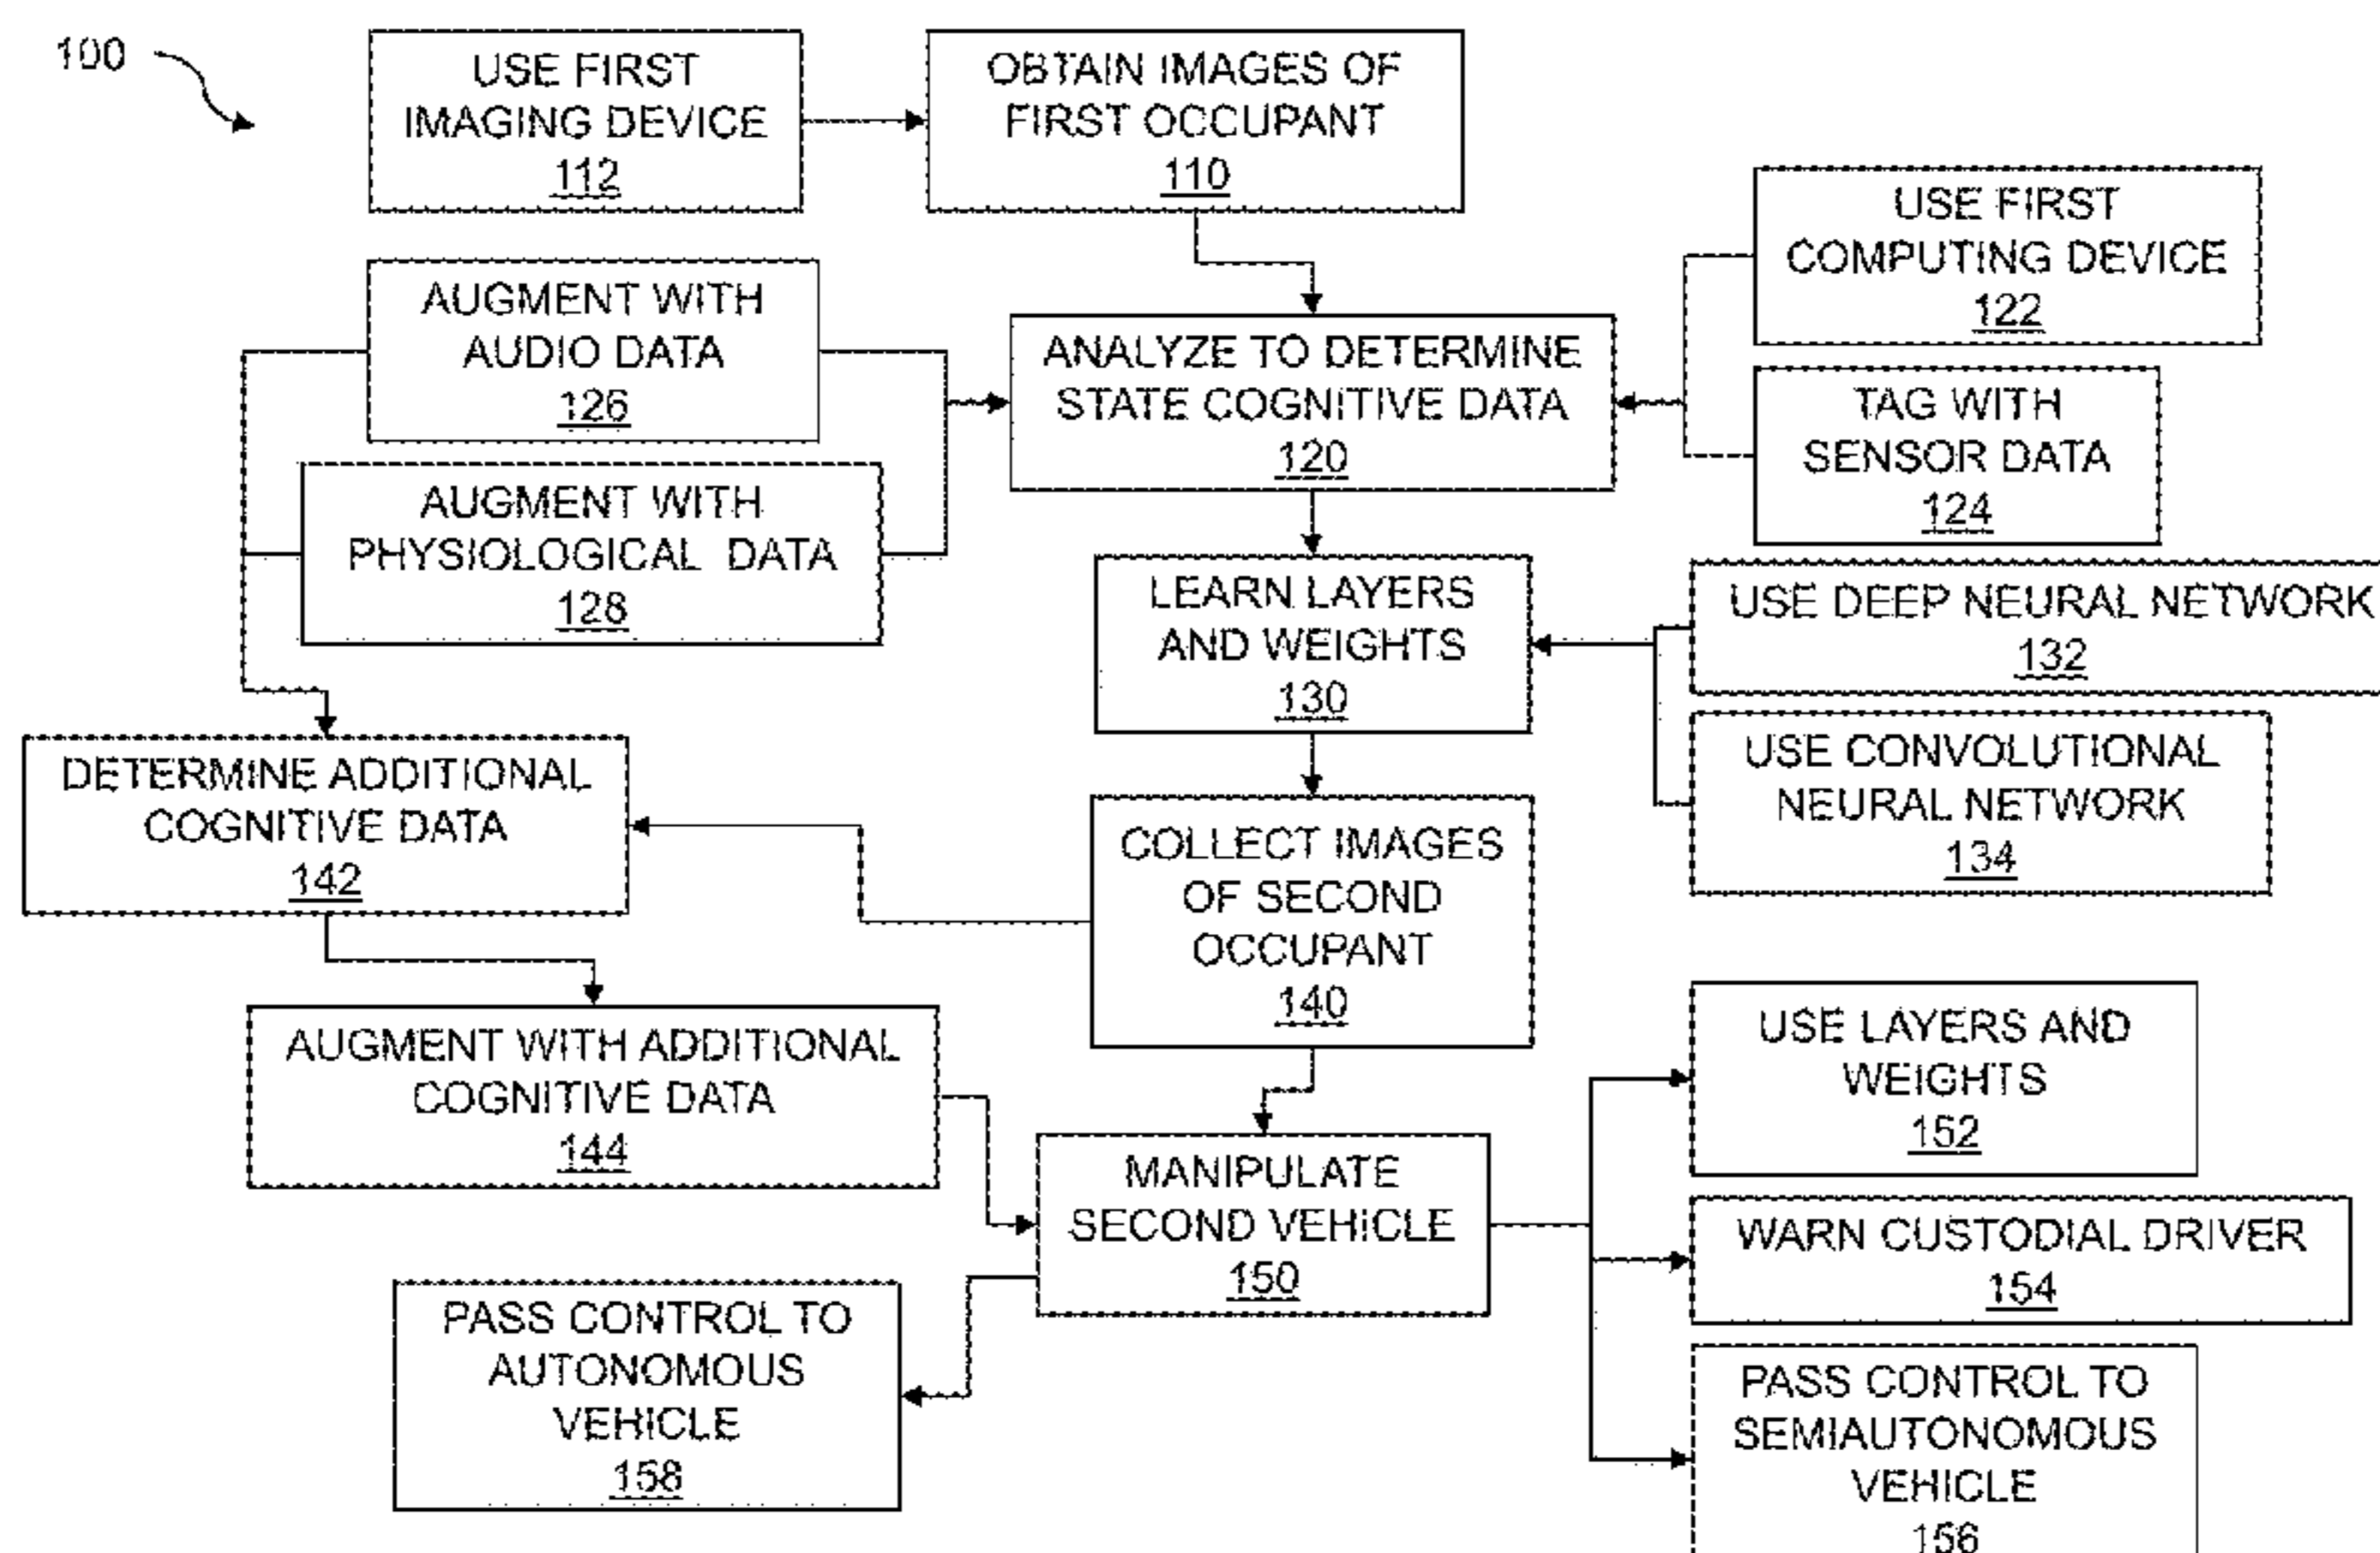 100
USE FIRST
IMAGING DEVICE
112
OBTAIN IMAGES OF
FIRST OCCUPANT
110
USE FIRST
COMPUTING DEVICE
122
AUGMENT WITH
AUDIO DATA
126
ANALYZE TO DETERMINE
STATE COGNITIVE DATA
120
TAG WITH
SENSOR DATA
124
AUGMENT WITH
PHYSIOLOGICAL DATA
128
LEARN LAYERS
AND WEIGHTS
130
USE DEEP NEURAL NETWORK
132
USE CONVOLUTIONAL
NEURAL NETWORK
134
DETERMINE ADDITIONAL
COGNITIVE DATA
142
COLLECT IMAGES
OF SECOND
OCCUPANT
140
AUGMENT WITH ADDITIONAL
COGNITIVE DATA
144
USE LAYERS AND
WEIGHTS
152
MANIPULATE
SECOND VEHICLE
150
WARN CUSTODIAL DRIVER
154
PASS CONTROL TO
AUTONOMOUS
VEHICLE
158
PASS CONTROL TO
SEMIAUTONOMOUS
VEHICLE
156